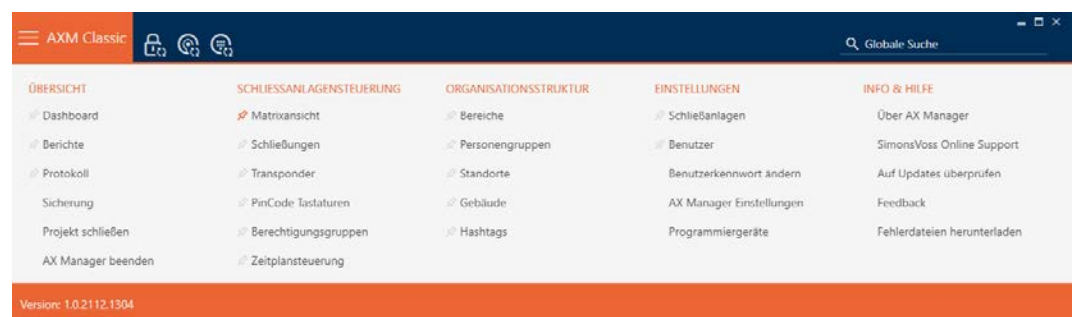 AXM Classic
Globale Suche
ÜBERSICHT
Dashboard
Berichte
Protokoll
Sicherung
Projekt schließen
AX Manager beenden
SCHLIESSANLAGENSTEUERUNG
Matrixansicht
Schließungen
Transponder
PinCode Tastaturen
Berechtigungsgruppen
Zeitplansteuerung
ORGANISATIONSSTRUKTUR
Bereiche
Personengruppen
Standorte
Gebäude
Hashtags
EINSTELLUNGEN
Schließanlagen
Benutzer
Benutzerkennwort ändern
AX Manager Einstellungen
Programmiergeräte
INFO & HILFE
Über AX Manager
SimonsVoss Online Support
Auf Updates überprüfen
Feedback
Fehlerdateien herunterladen
Version: 1.0.2112.1304